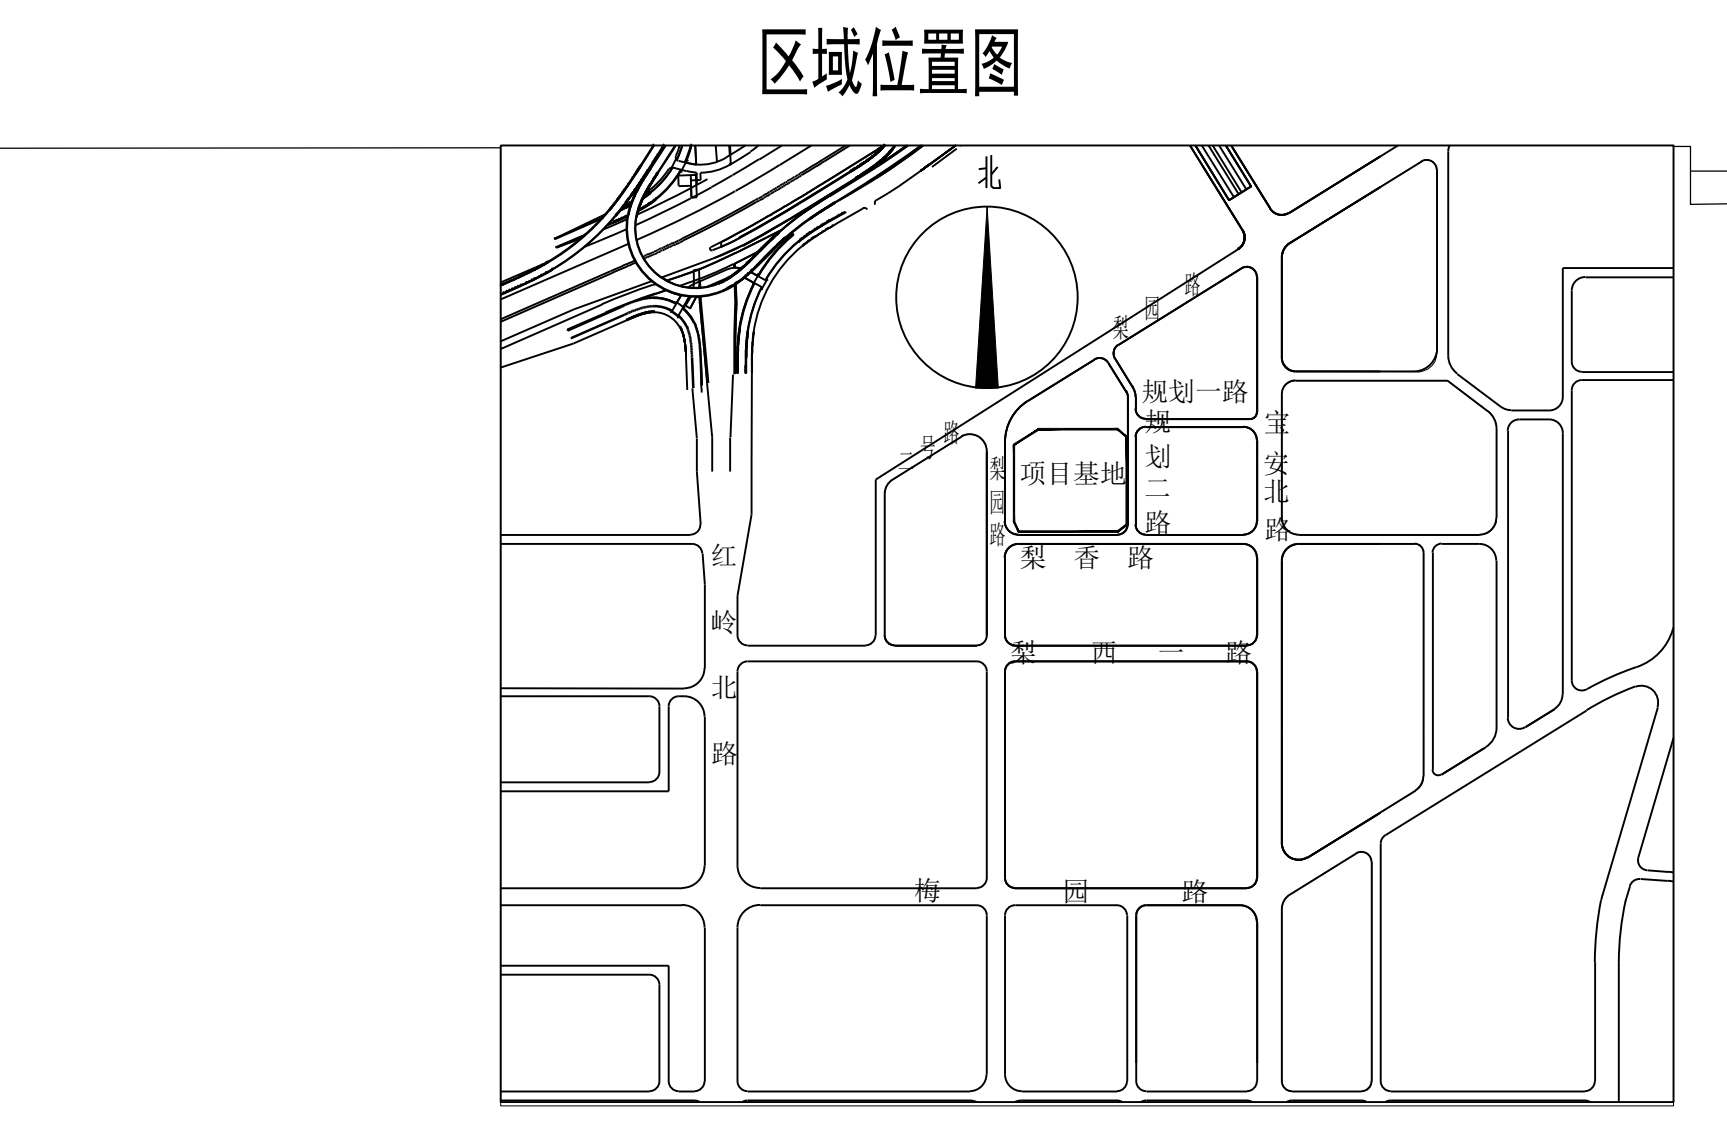 区域位置图
北
梨园路
规划一路
二号路
梨园路
项目基地
规划二路
宝安北路
梨香路
红岭北路
梨西一路
梅园路